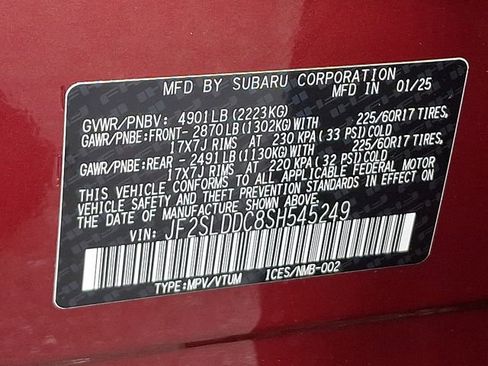 MFD BY SUBARU CORPORATION IN 01/25
GVWR/PNBV: 4901LB (2223KG)
GAWR/PNBE:FRONT- 2870LB (1302KG) WITH 225/60R17 TIRES,
17X7J RIMS AT 230 KPA (33 PSI) COLD
GAWR/PNBE:REAR - 2491LB (1130KG) WITH 225/60R17 TIRES,
17X7J RIMS AT 220 KPA (32 PSI) COLD
THIS VEHICLE CONFORMS TO ALL APPLICABLE FEDERAL MOTOR
VEHICLE SAFETY AND THEFT PREVENTION STANDARDS IN EFFECT ON
THE DATE OF MANUFACTURE SHOWN ABOVE.
VIN: JF2SLDDC8SH545249
TYPE:MPV/VTUM ICES/NMB-002